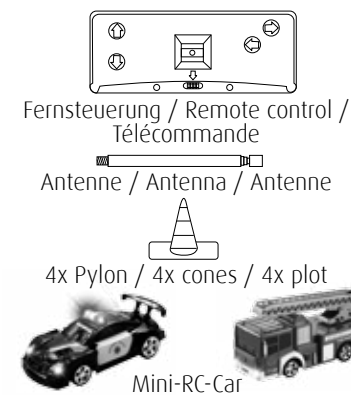 Fernsteuerung / Remote control /
Télécommande
Antenne / Antenna / Antenne
4x Pylon / 4x cones / 4x plot
Mini-RC-Car